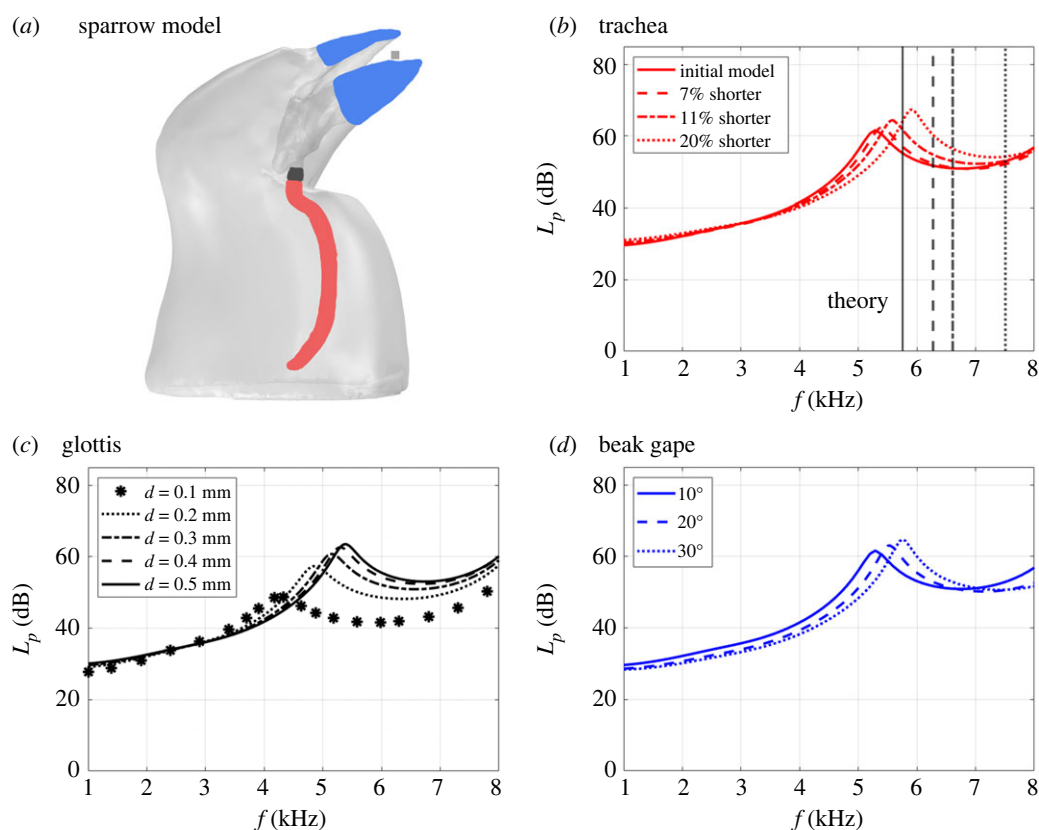 (a) sparrow model
(b) trachea
80
60
40
20
0
L_p (dB)
initial model
7% shorter
11% shorter
20% shorter
theory
1 2 3 4 5 6 7 8
f (kHz)
(c) glottis
80
60
40
20
0
L_p (dB)
d = 0.1 mm
d = 0.2 mm
d = 0.3 mm
d = 0.4 mm
d = 0.5 mm
1 2 3 4 5 6 7 8
f (kHz)
(d) beak gape
80
60
40
20
0
L_p (dB)
10°
20°
30°
1 2 3 4 5 6 7 8
f (kHz)